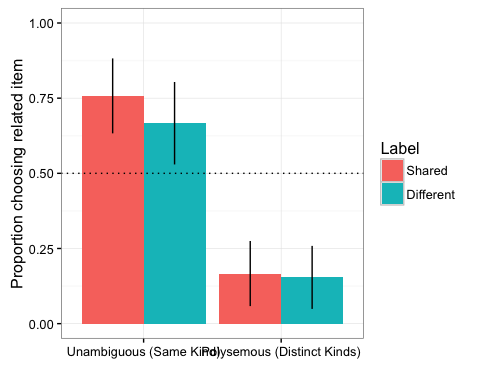 Proportion choosing related item
1.00
0.75
0.50
0.25
0.00
Unambiguous (Same Kind)
Polysemous (Distinct Kinds)
Label
Shared
Different